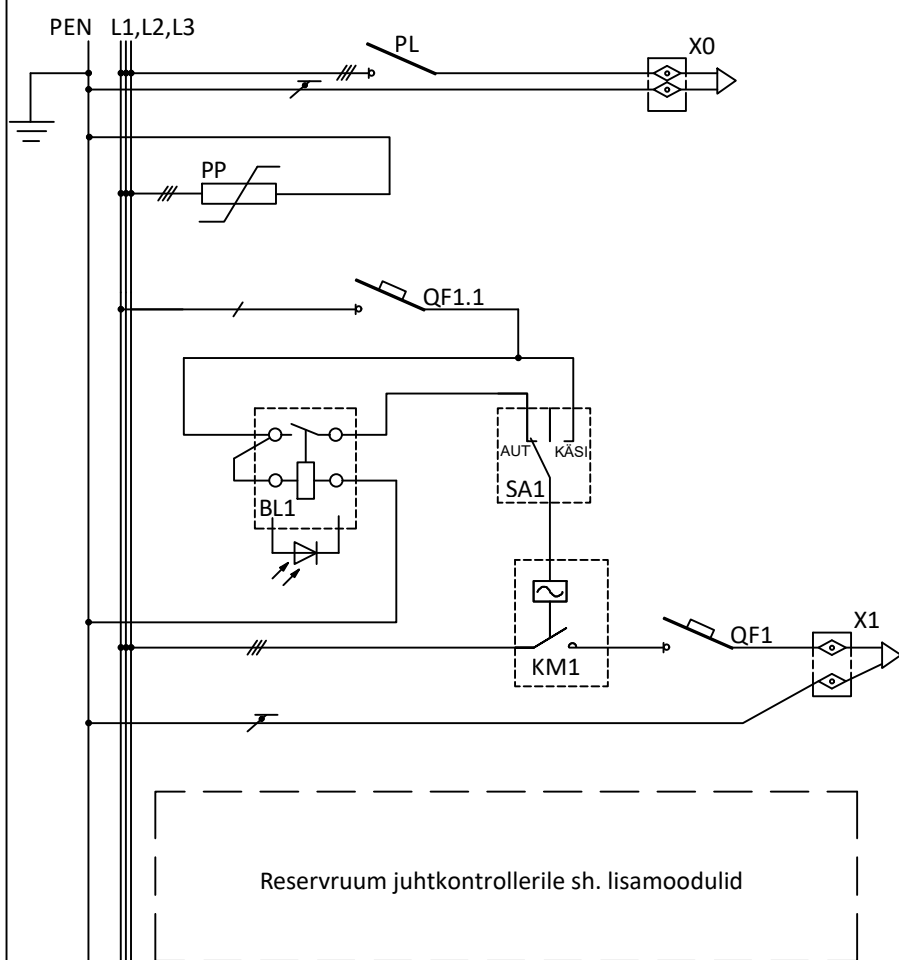 PEN L1,L2,L3
PL
X0
PP
QF1.1
AUT KÄSI
SA1
BL1
X1
QF1
KM1
Reservruum juhtkontrollerile sh. lisamoodulid